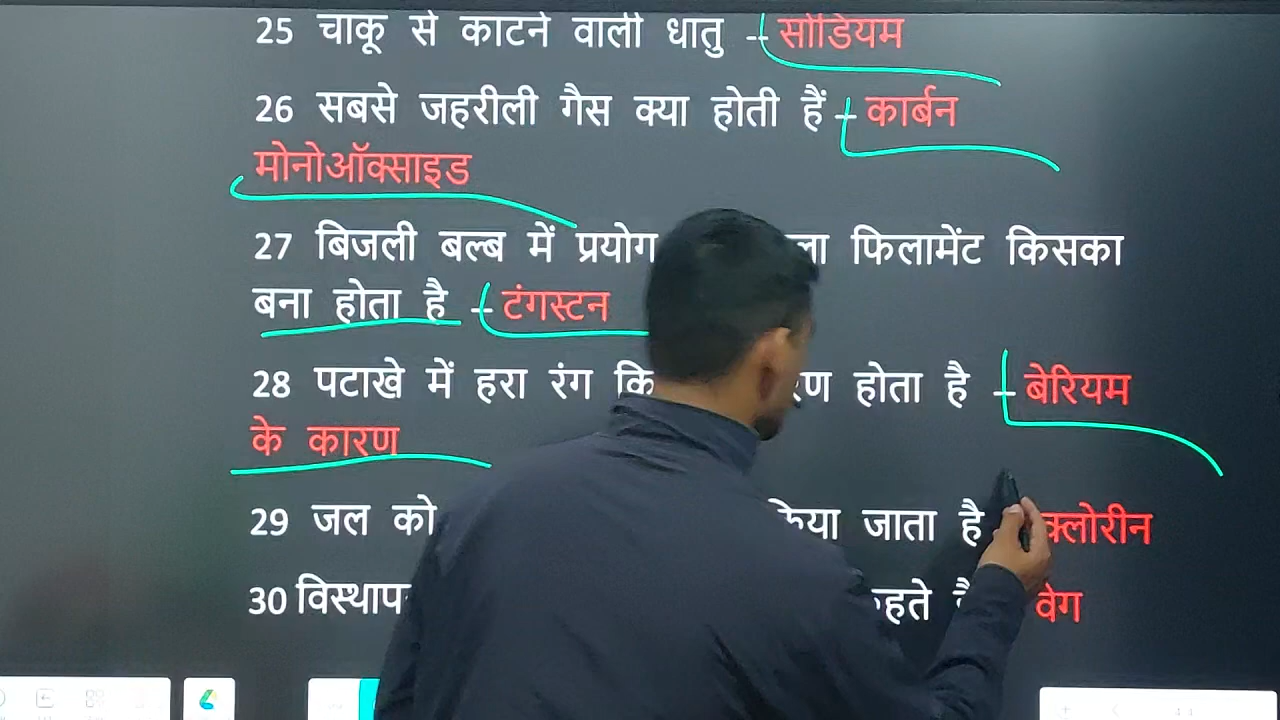 25 चाकू से काटने वाली धातु – सोडियम
26 सबसे जहरीली गैस क्या होती हैं – कार्बन
मोनोऑक्साइड
27 बिजली बल्ब में प्रयोग फिलामेंट किसका
बना होता है – टंगस्टन
28 पटाखे में हरा रंग होता है – बेरियम
के कारण
29 जल को किया जाता है क्लोरीन
30 वेग